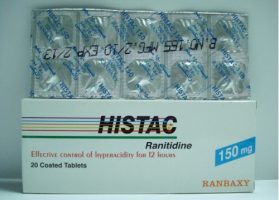 B.NO.155 MFG.2/10 EXP.2/13
HISTAC
Ranitidine
Effective control of hyperacidity for 12 hours
20 Coated Tablets
150 mg
RANBAXY